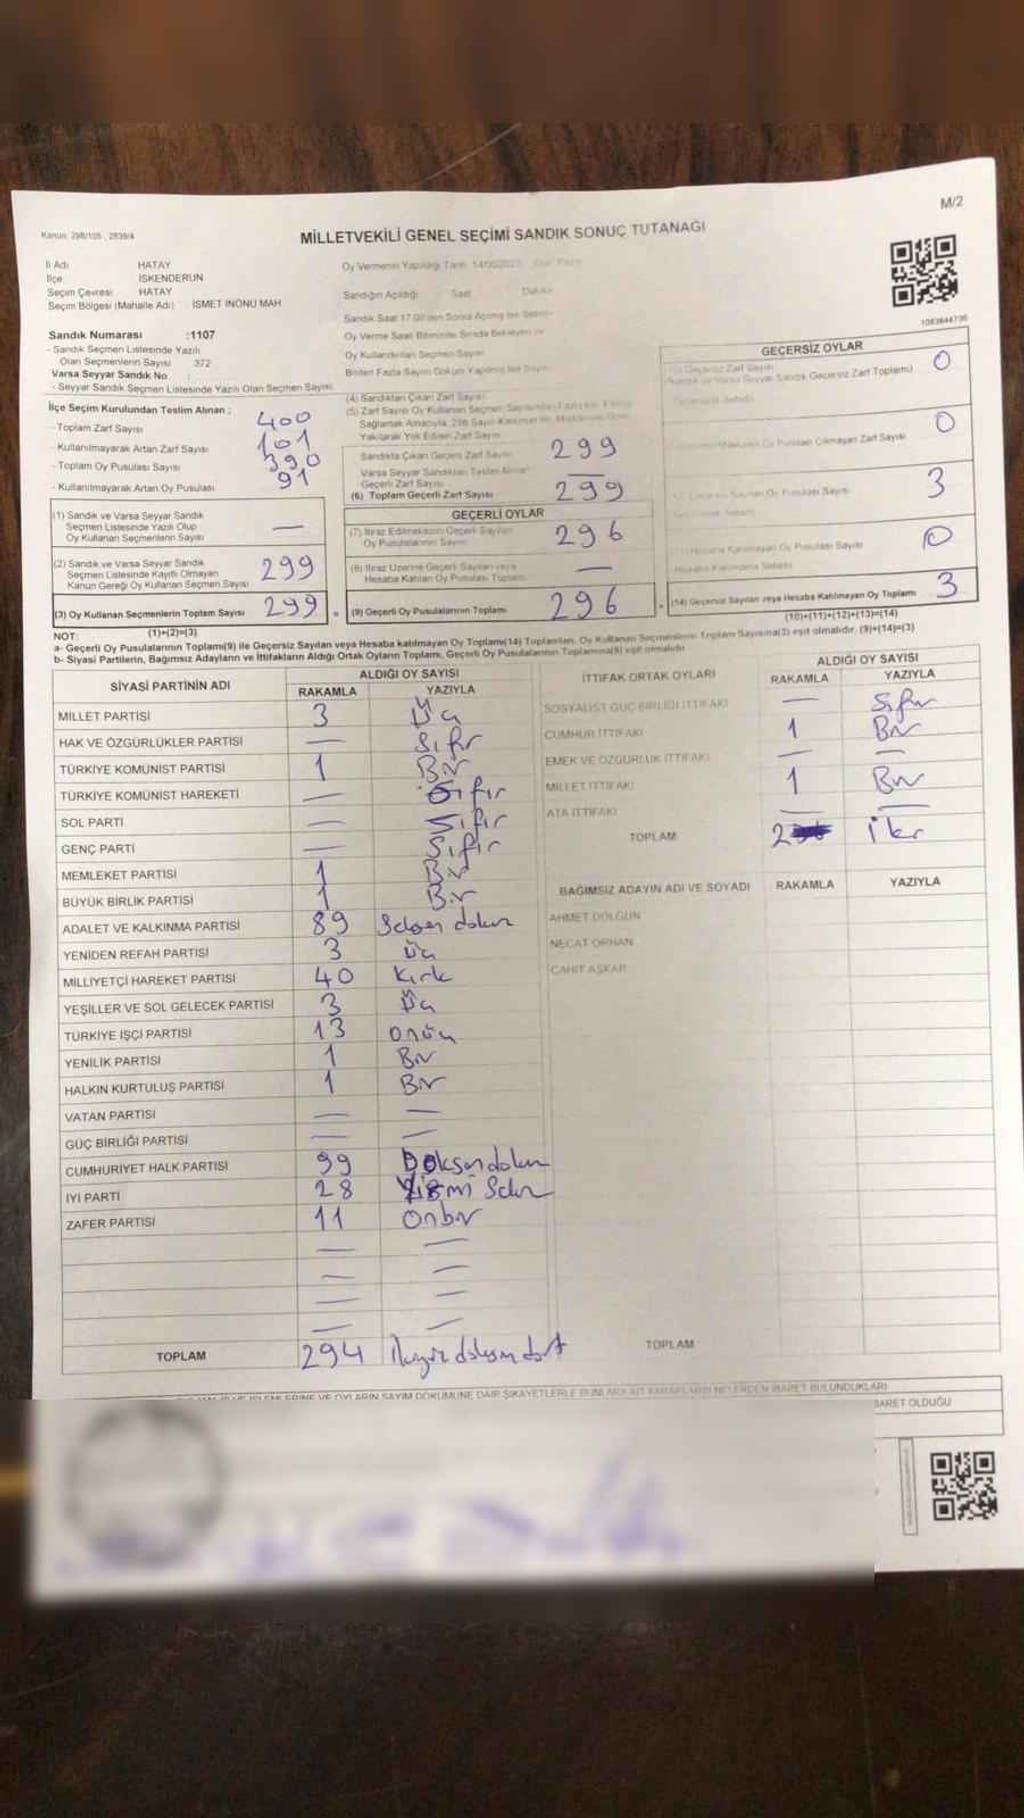 M/2
Kanun: 298/105 , 2839/4
MİLLETVEKİLİ GENEL SEÇİMİ SANDIK SONUÇ TUTANAĞI
İl Adı HATAY
İlçe İSKENDERUN
Seçim Çevresi HATAY
Seçim Bölgesi (Mahalle Adı) İSMET İNÖNÜ MAH
Oy Vermenin Yapıldığı Tarih
Sandığın Açıldığı Saat Dakika
1083644796
Sandık Numarası :1107
- Sandık Seçmen Listesinde Yazılı
Olan Seçmenlerin Sayısı 372
Varsa Seyyar Sandık No :
- Seyyar Sandık Seçmen Listesinde Yazılı Olan Seçmen Sayısı
Oy Kullandırılan Seçmen Sayısı
İlçe Seçim Kurulundan Teslim Alınan :
- Toplam Zarf Sayısı 400
- Kullanılmayarak Artan Zarf Sayısı 101
- Toplam Oy Pusulası Sayısı 390
- Kullanılmayarak Artan Oy Pusulası 91
(1) Sandık ve Varsa Seyyar Sandık
Seçmen Listesinde Yazılı Olup
Oy Kullanan Seçmenlerin Sayısı —
(2) Sandık ve Varsa Seyyar Sandık
Seçmen Listesinde Kayıtlı Olmayan
Kanun Gereği Oy Kullanan Seçmen Sayısı 299
(3) Oy Kullanan Seçmenlerin Toplam Sayısı 299
(1)+(2)=(3)
(4) Sandıktan Çıkan Zarf Sayısı
Sandıkta Çıkan Geçerli Zarf Sayısı 299
Varsa Seyyar Sandıktan Teslim Alınan
Geçerli Zarf Sayısı —
(6) Toplam Geçerli Zarf Sayısı 299
GEÇERLİ OYLAR
(7) İtiraz Edilmeksizin Geçerli Sayılan
Oy Pusulalarının Sayısı 296
(8) İtiraz Üzerine Geçerli Sayılan veya
Hesaba Katılan Oy Pusulası Toplamı —
(9) Geçerli Oy Pusulalarının Toplamı 296
GEÇERSİZ OYLAR
0
0
3
0
(14) Geçersiz Sayılan veya Hesaba Katılmayan Oy Toplamı 3
(10)+(11)+(12)+(13)=(14)
NOT:
a- Geçerli Oy Pusulalarının Toplamı(9) ile Geçersiz Sayılan veya Hesaba katılmayan Oy Toplamı(14) Toplamları, Oy Kullanan Seçmenlerin Toplam Sayısına(3) eşit olmalıdır. (9)+(14)=(3)
b- Siyasi Partilerin, Bağımsız Adayların ve İttifakların Aldığı Ortak Oyların Toplamı, Geçerli Oy Pusulalarının Toplamına(9) eşit olmalıdır.
SİYASİ PARTİNİN ADI ALDIĞI OY SAYISI
RAKAMLA YAZIYLA
MİLLET PARTİSİ 3 Üç
HAK VE ÖZGÜRLÜKLER PARTİSİ — Sıfır
TÜRKİYE KOMÜNİST PARTİSİ 1 Bir
TÜRKİYE KOMÜNİST HAREKETİ — Sıfır
SOL PARTİ — Sıfır
GENÇ PARTİ — Sıfır
MEMLEKET PARTİSİ 1 Bir
BÜYÜK BİRLİK PARTİSİ 1 Bir
ADALET VE KALKINMA PARTİSİ 89
YENİDEN REFAH PARTİSİ 3 Üç
MİLLİYETÇİ HAREKET PARTİSİ 40 Kırk
YEŞİLLER VE SOL GELECEK PARTİSİ 3 Üç
TÜRKİYE İŞÇİ PARTİSİ 13 onüç
YENİLİK PARTİSİ 1 Bir
HALKIN KURTULUŞ PARTİSİ 1 Bir
VATAN PARTİSİ — —
GÜÇ BİRLİĞİ PARTİSİ — —
CUMHURİYET HALK PARTİSİ 99 Doksandokuz
İYİ PARTİ 28 Yirmi Sekiz
ZAFER PARTİSİ 11 Onbir
— —
— —
— —
— —
TOPLAM 294 ikiyüz doksan dört
İTTİFAK ORTAK OYLARI ALDIĞI OY SAYISI
RAKAMLA YAZIYLA
SOSYALİST GÜÇ BİRLİĞİ İTTİFAKI — Sıfır
CUMHUR İTTİFAKI 1 Bir
EMEK VE ÖZGÜRLÜK İTTİFAKI — —
MİLLET İTTİFAKI 1 Bir
ATA İTTİFAKI — —
TOPLAM 2 iki
BAĞIMSIZ ADAYIN ADI VE SOYADI RAKAMLA YAZIYLA
AHMET DOLGUN
NECAT ORHAN
CAHİT AŞKAR
TOPLAM
OYLARIN SAYIM DÖKÜMÜNE DAİR ŞİKAYETLERLE BUNLARA AİT KARARLARIN NELERDEN İBARET BULUNDUKLARI
İBARET OLDUĞU